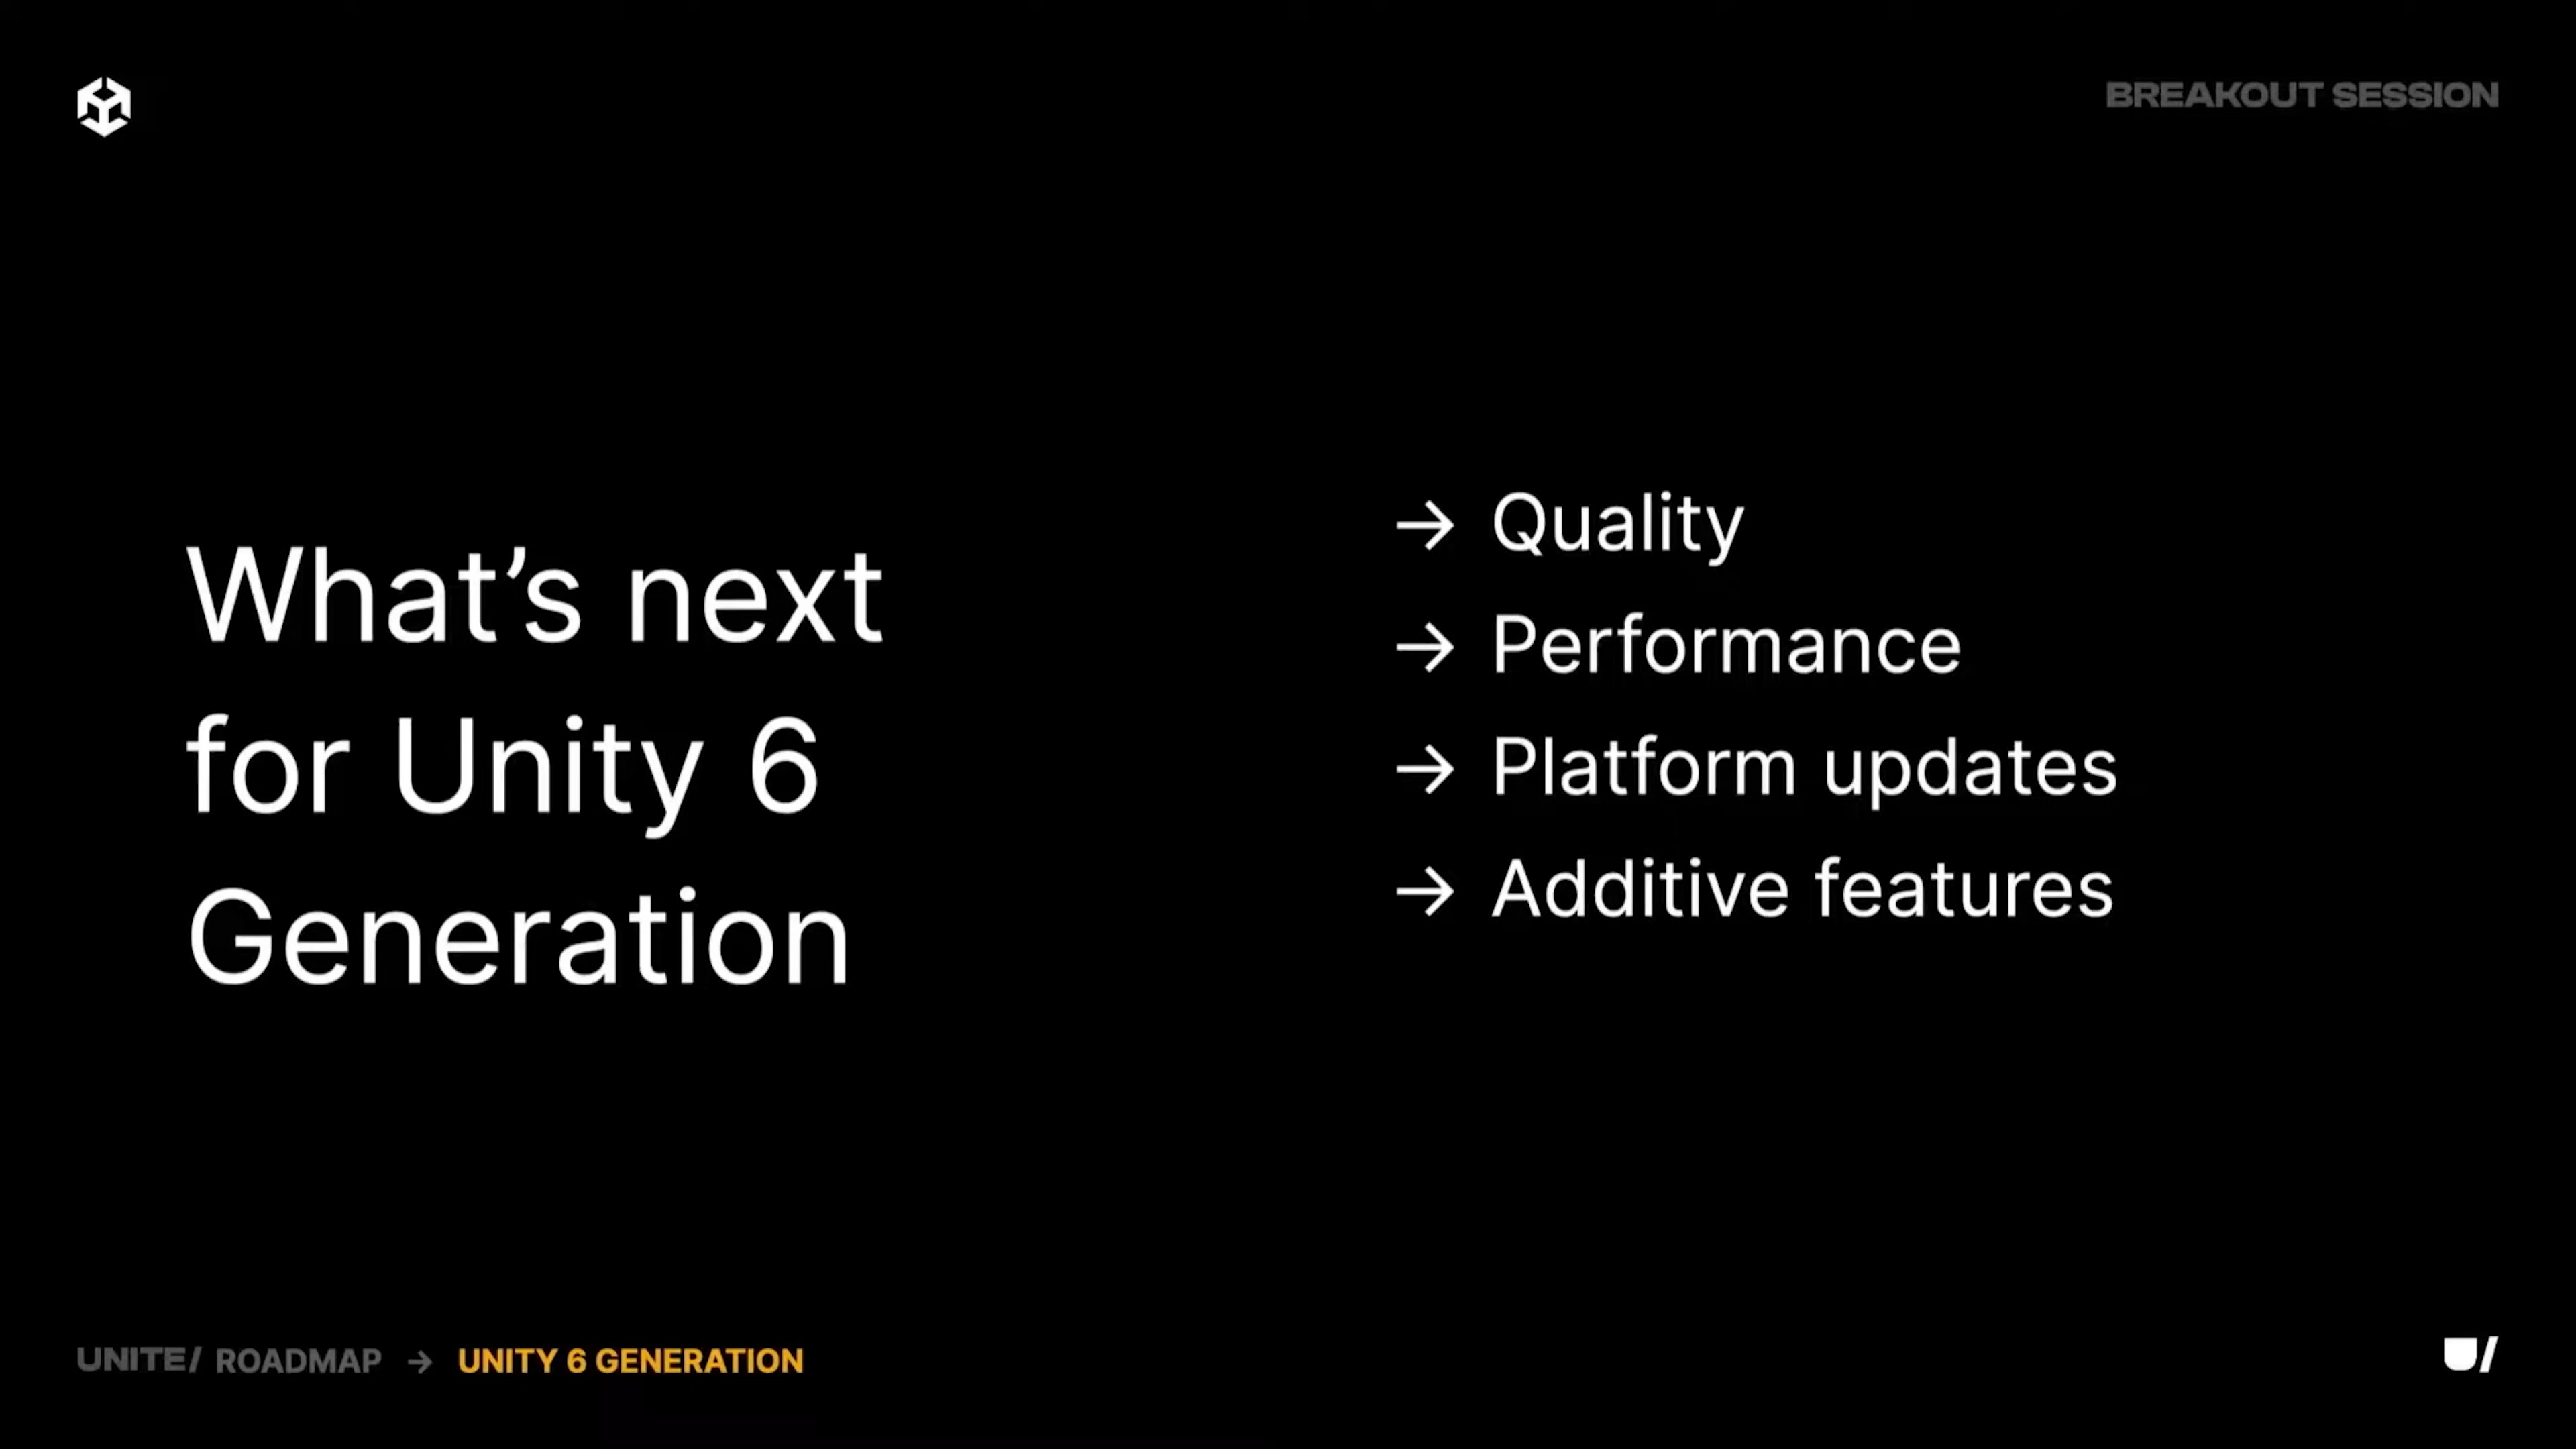 BREAKOUT SESSION
What’s next
for Unity 6
Generation
→ Quality
→ Performance
→ Platform updates
→ Additive features
UNITE/ ROADMAP → UNITY 6 GENERATION
U/